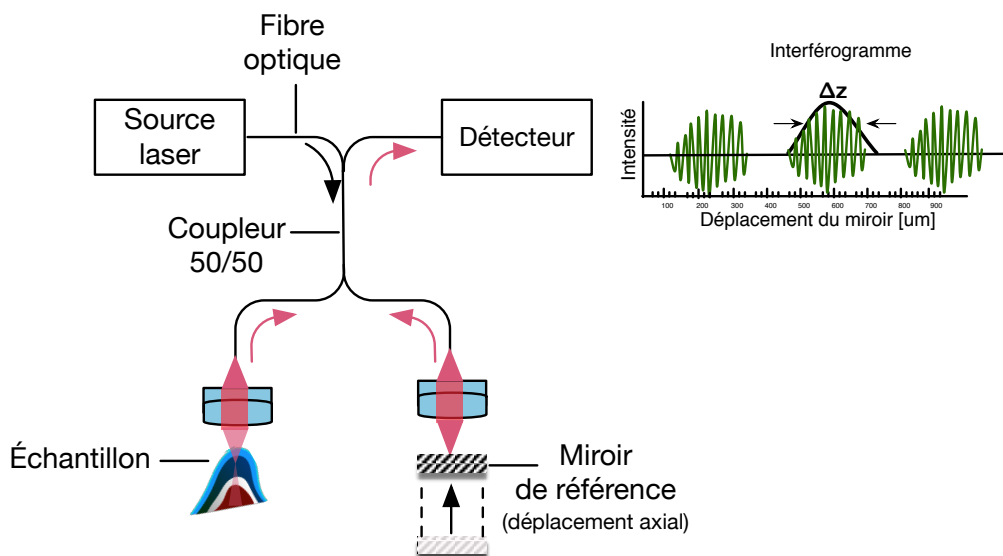 Fibre
optique
Source
laser
Détecteur
Coupleur
50/50
Échantillon
Miroir
de référence
(déplacement axial)
Interférogramme
Δz
Intensité
100 200 300 400 500 600 700 800 900
Déplacement du miroir [um]